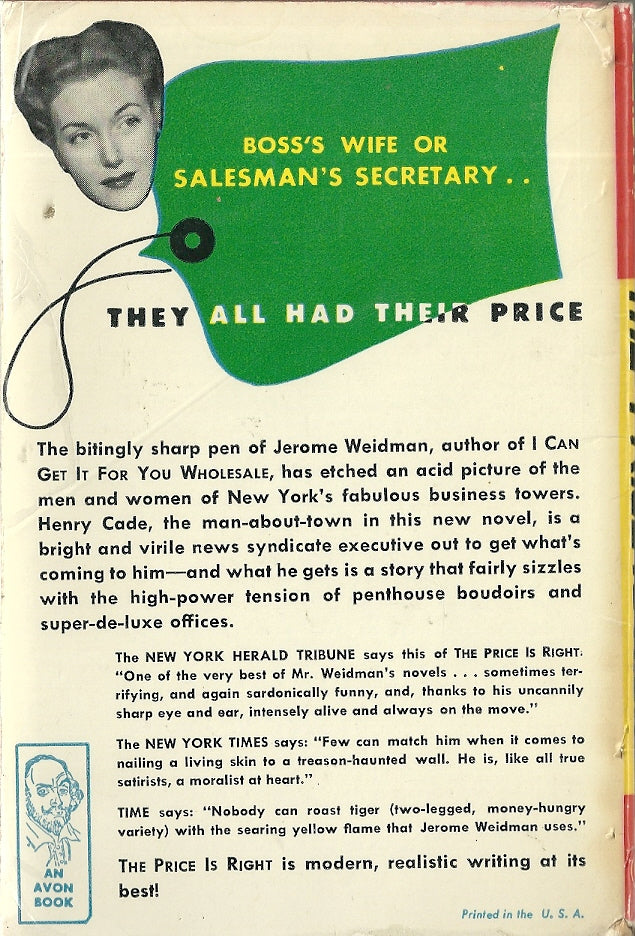 BOSS'S WIFE OR
SALESMAN'S SECRETARY . .
THEY ALL HAD THEIR PRICE
The bitingly sharp pen of Jerome Weidman, author of I CAN
GET IT FOR YOU WHOLESALE, has etched an acid picture of the
men and women of New York's fabulous business towers.
Henry Cade, the man-about-town in this new novel, is a
bright and virile news syndicate executive out to get what's
coming to him—and what he gets is a story that fairly sizzles
with the high-power tension of penthouse boudoirs and
super-de-luxe offices.
The NEW YORK HERALD TRIBUNE says this of THE PRICE IS RIGHT:
"One of the very best of Mr. Weidman's novels . . . sometimes ter-
rifying, and again sardonically funny, and, thanks to his uncannily
sharp eye and ear, intensely alive and always on the move."
The NEW YORK TIMES says: "Few can match him when it comes to
nailing a living skin to a treason-haunted wall. He is, like all true
satirists, a moralist at heart."
TIME says: "Nobody can roast tiger (two-legged, money-hungry
variety) with the searing yellow flame that Jerome Weidman uses."
THE PRICE IS RIGHT is modern, realistic writing at its
best!
AN
AVON
BOOK
Printed in the U. S. A.